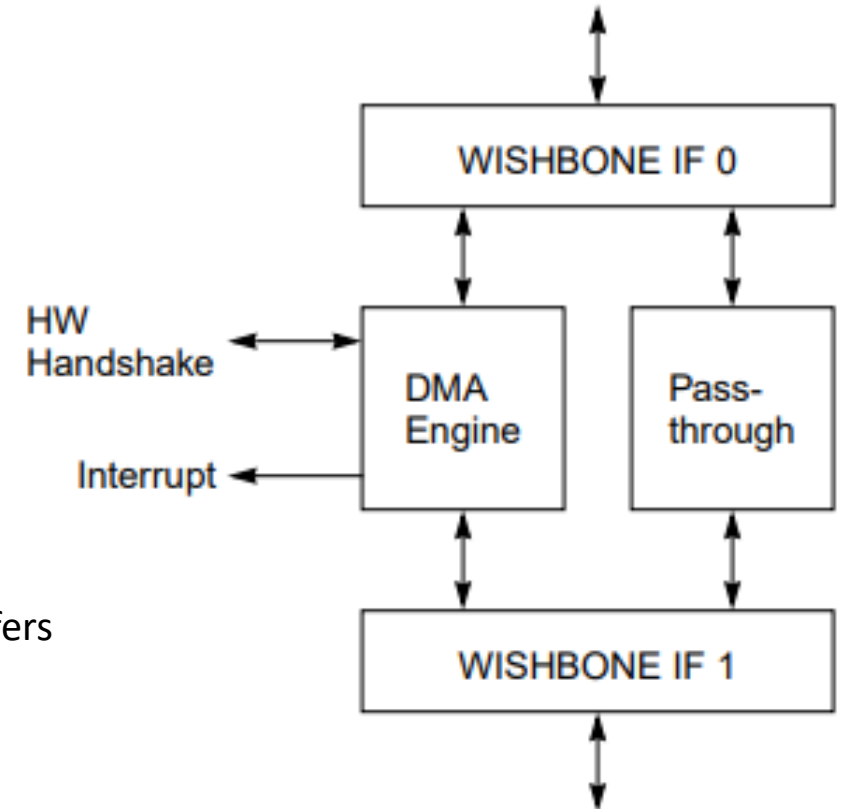 WISHBONE IF 0
HW
Handshake
DMA
Engine
Pass-
through
Interrupt
fers
WISHBONE IF 1